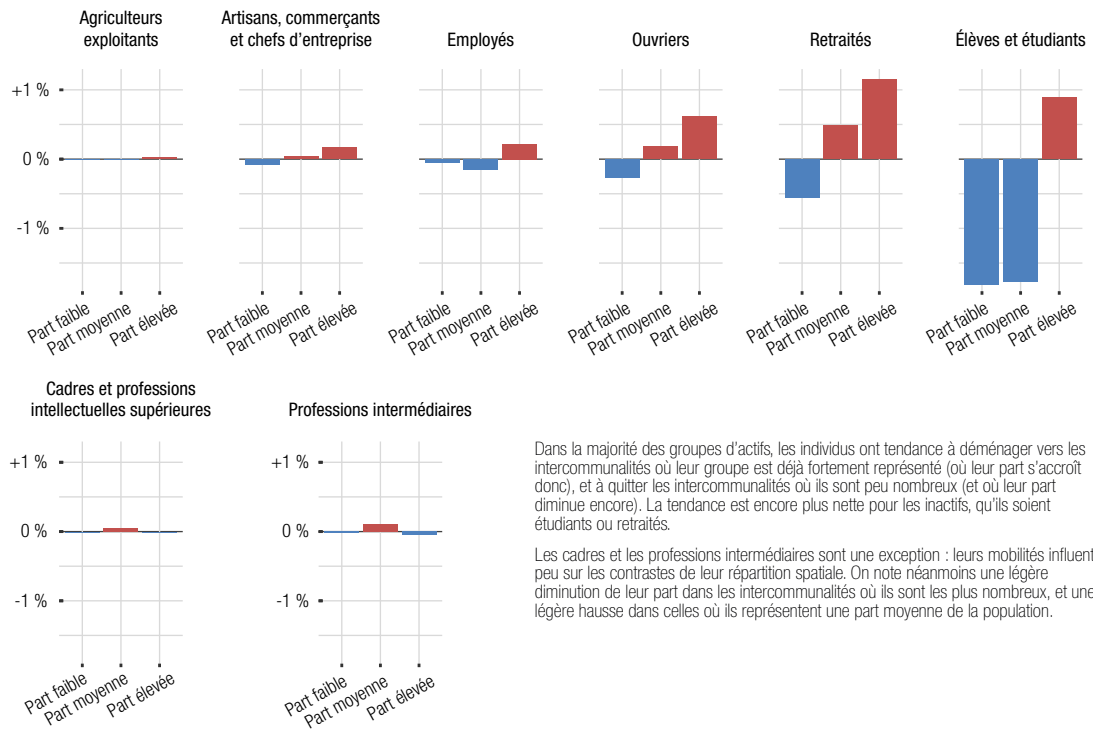 Agriculteurs
exploitants
Artisans, commerçants
et chefs d'entreprise
Employés
Ouvriers
Retraités
Élèves et étudiants
+1 %
0 %
-1 %
Part faible
Part moyenne
Part élevée
Part faible
Part moyenne
Part élevée
Part faible
Part moyenne
Part élevée
Part faible
Part moyenne
Part élevée
Part faible
Part moyenne
Part élevée
Part faible
Part moyenne
Part élevée
Cadres et professions
intellectuelles supérieures
+1 %
0 %
-1 %
Part faible
Part moyenne
Part élevée
Professions intermédiaires
+1 %
0 %
-1 %
Part faible
Part moyenne
Part élevée
Dans la majorité des groupes d'actifs, les individus ont tendance à déménager vers les
intercommunalités où leur groupe est déjà fortement représenté (où leur part s'accroît
donc), et à quitter les intercommunalités où ils sont peu nombreux (et où leur part
diminue encore). La tendance est encore plus nette pour les inactifs, qu'ils soient
étudiants ou retraités.
Les cadres et les professions intermédiaires sont une exception : leurs mobilités influent
peu sur les contrastes de leur répartition spatiale. On note néanmoins une légère
diminution de leur part dans les intercommunalités où ils sont les plus nombreux, et une
légère hausse dans celles où ils représentent une part moyenne de la population.